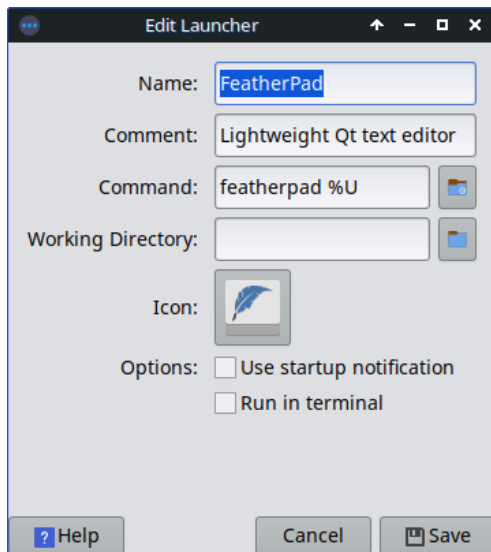 Edit Launcher
Name: FeatherPad
Comment: Lightweight Qt text editor
Command: featherpad %U
Working Directory:
Icon:
Options: Use startup notification
Run in terminal
? Help Cancel Save